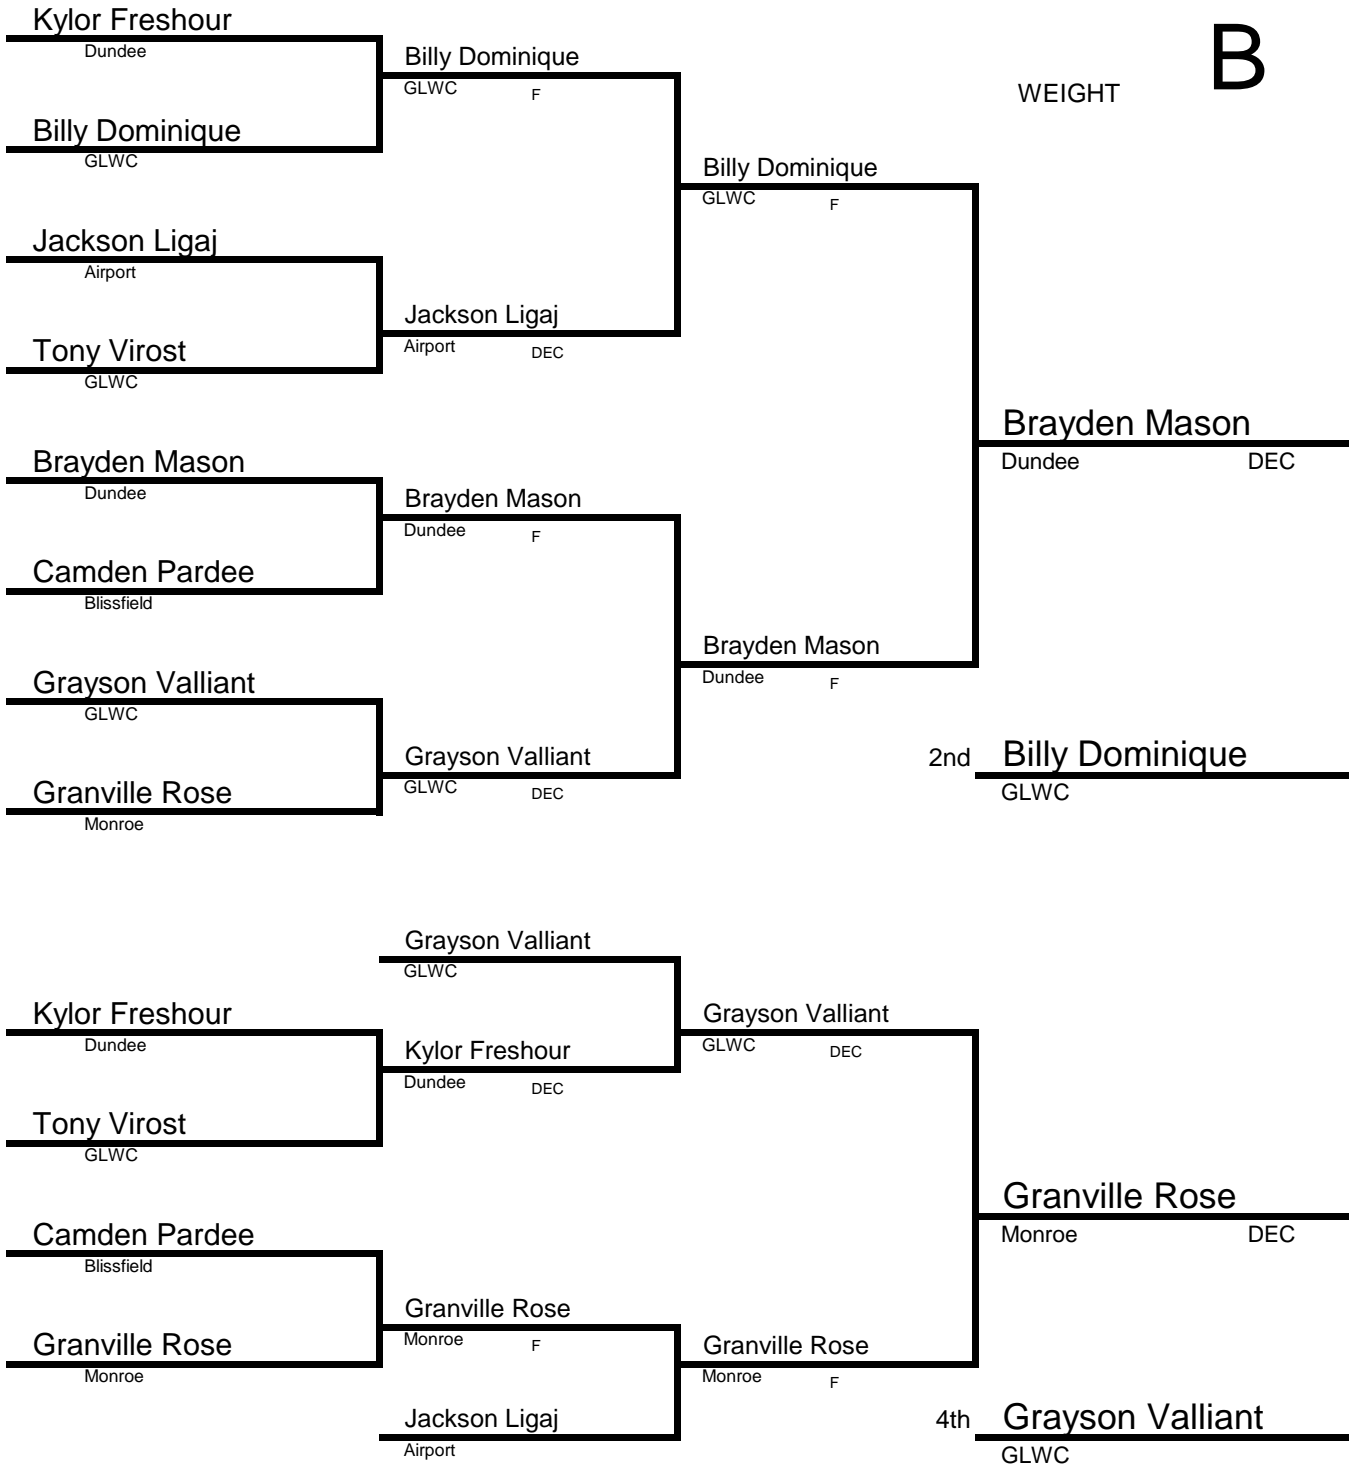 Kylor Freshour
Dundee
Billy Dominique
GLWC F
B
WEIGHT
Billy Dominique
GLWC
Billy Dominique
GLWC F
Jackson Ligaj
Airport
Jackson Ligaj
Airport DEC
Tony Virost
GLWC
Brayden Mason
Dundee DEC
Brayden Mason
Dundee
Brayden Mason
Dundee F
Camden Pardee
Blissfield
Brayden Mason
Dundee F
Grayson Valliant
GLWC
Grayson Valliant
GLWC DEC
2nd Billy Dominique
GLWC
Granville Rose
Monroe
Grayson Valliant
GLWC
Kylor Freshour
Dundee
Grayson Valliant
GLWC DEC
Kylor Freshour
Dundee DEC
Tony Virost
GLWC
Granville Rose
Monroe DEC
Camden Pardee
Blissfield
Granville Rose
Monroe F
Granville Rose
Monroe
Granville Rose
Monroe F
Jackson Ligaj
Airport
4th Grayson Valliant
GLWC